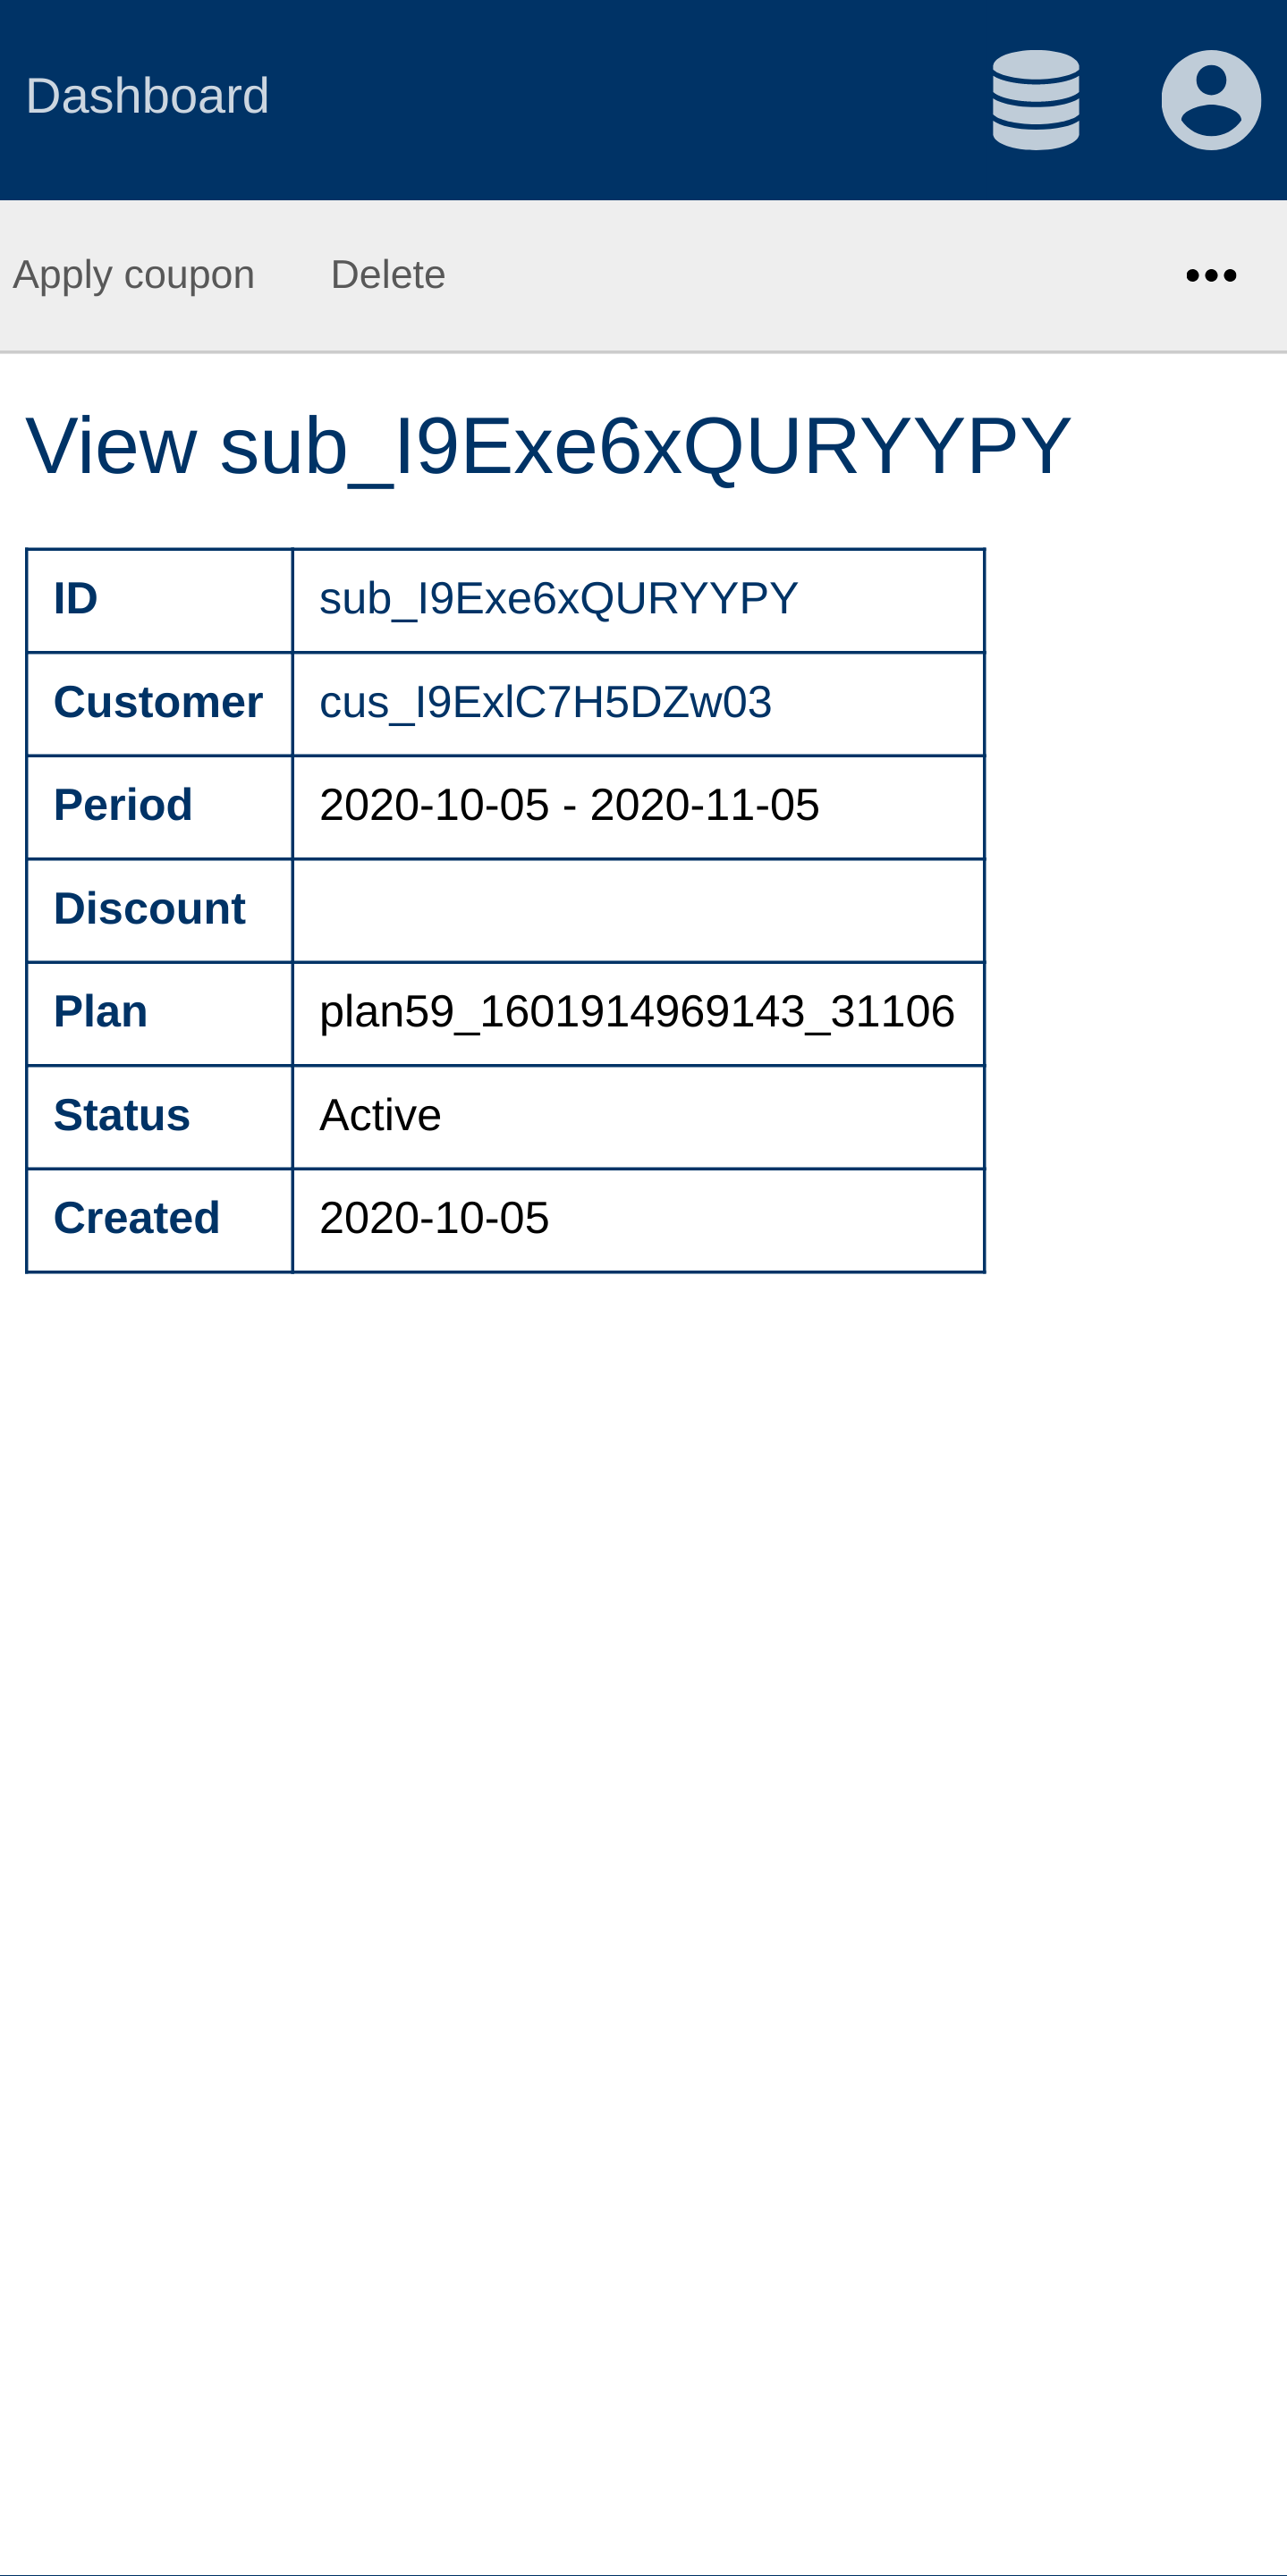 Dashboard
Apply coupon Delete
View sub_I9Exe6xQURYYPY
ID sub_I9Exe6xQURYYPY
Customer cus_I9ExlC7H5DZw03
Period 2020-10-05 - 2020-11-05
Discount
Plan plan59_1601914969143_31106
Status Active
Created 2020-10-05